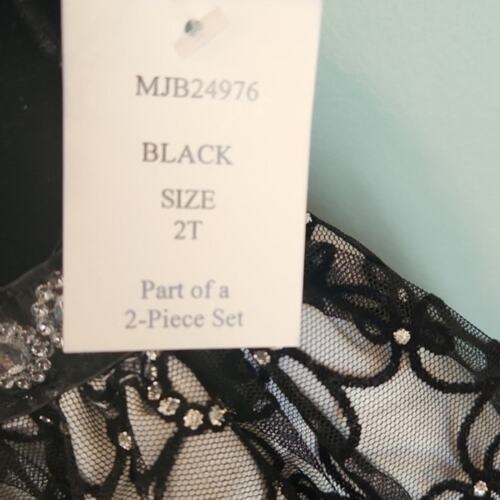 MJB24976
BLACK
SIZE
2T
Part of a
2-Piece Set